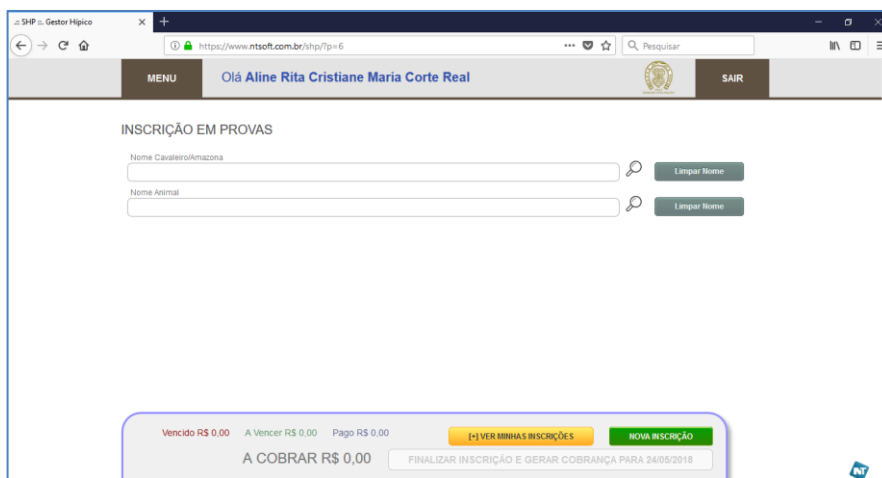 .:: SHP ::. Gestor Hípico
https://www.ntsoft.com.br/shp/?p=6
Pesquisar
MENU
Olá Aline Rita Cristiane Maria Corte Real
SAIR
INSCRIÇÃO EM PROVAS
Nome Cavaleiro/Amazona
Limpar Nome
Nome Animal
Limpar Nome
Vencido R$ 0,00 A Vencer R$ 0,00 Pago R$ 0,00
[+] VER MINHAS INSCRIÇÕES
NOVA INSCRIÇÃO
A COBRAR R$ 0,00
FINALIZAR INSCRIÇÃO E GERAR COBRANÇA PARA 24/05/2018
NT